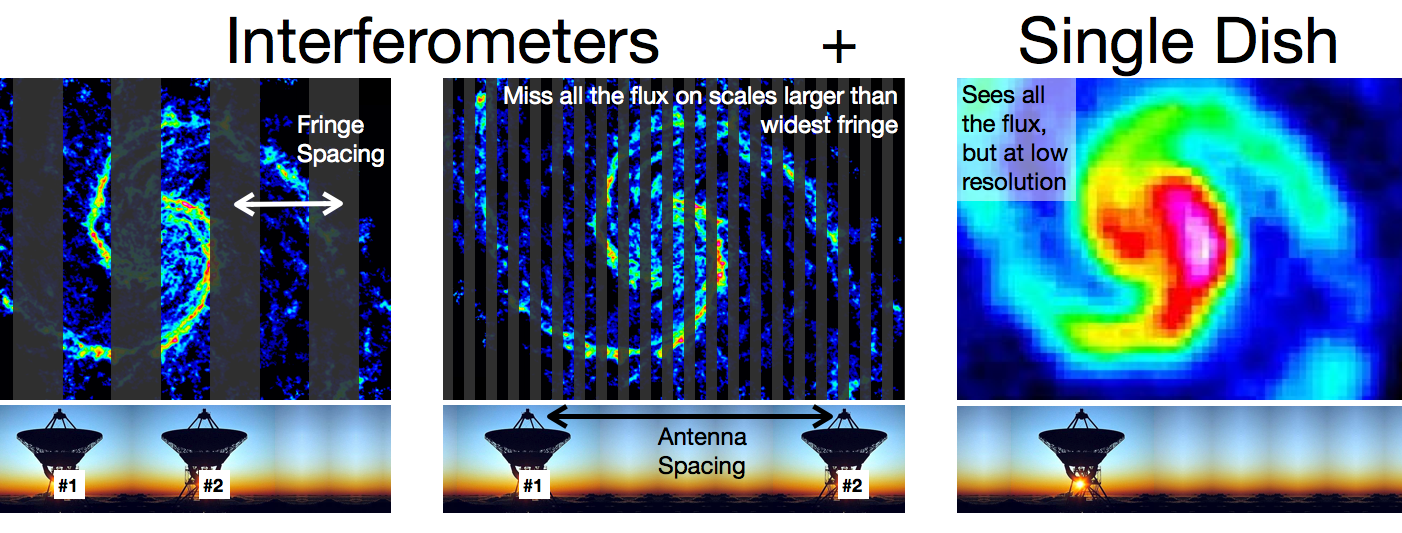 Interferometers + Single Dish
Fringe
Spacing
Miss all the flux on scales larger than
widest fringe
Sees all
the flux,
but at low
resolution
#1
#2
Antenna
Spacing
#1
#2